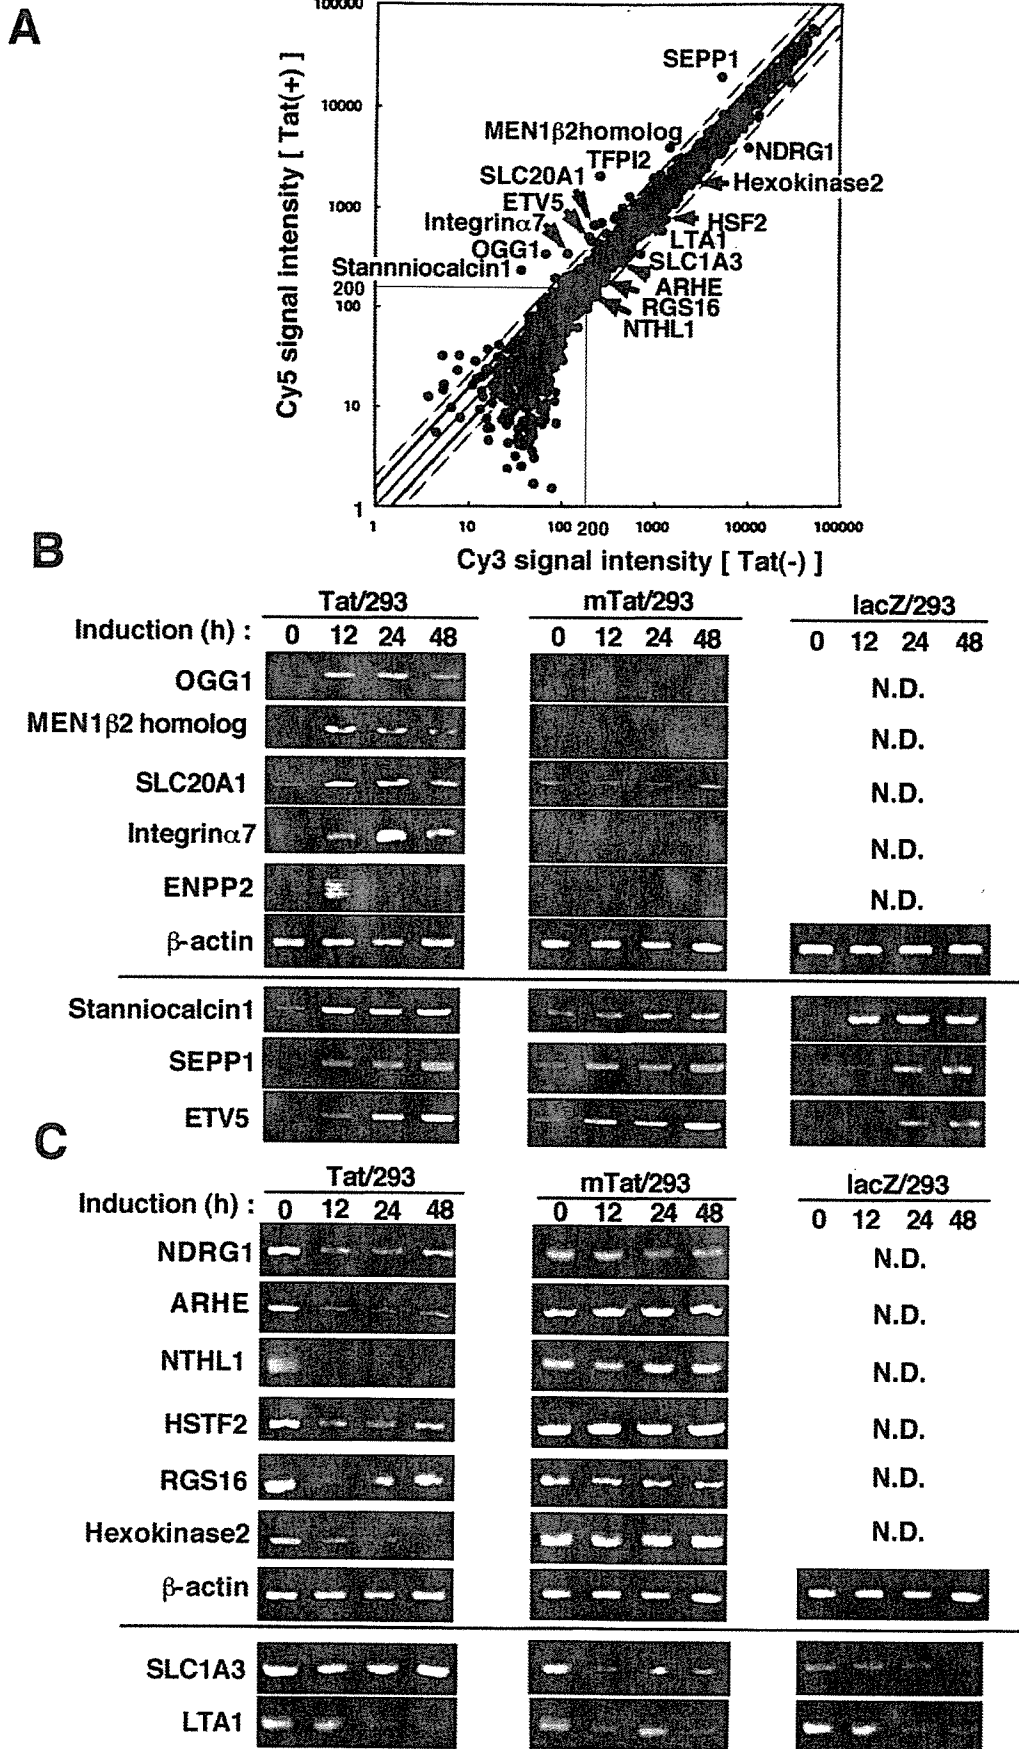 A
Cy5 signal intensity [ Tat(+) ]
100000
10000
1000
200
100
10
1
SEPP1
MEN1β2homolog
TFPI2
SLC20A1
ETV5
Integrinα7
OGG1
Stannniocalcin1
NDRG1
Hexokinase2
HSF2
LTA1
SLC1A3
ARHE
RGS16
NTHL1
1 10 100 200 1000 10000 100000
Cy3 signal intensity [ Tat(-) ]
B
Tat/293 mTat/293 lacZ/293
Induction (h) : 0 12 24 48 0 12 24 48 0 12 24 48
OGG1 N.D.
MEN1β2 homolog N.D.
SLC20A1 N.D.
Integrinα7 N.D.
ENPP2 N.D.
β-actin
Stanniocalcin1
SEPP1
ETV5
C
Tat/293 mTat/293 lacZ/293
Induction (h) : 0 12 24 48 0 12 24 48 0 12 24 48
NDRG1 N.D.
ARHE N.D.
NTHL1 N.D.
HSTF2 N.D.
RGS16 N.D.
Hexokinase2 N.D.
β-actin
SLC1A3
LTA1